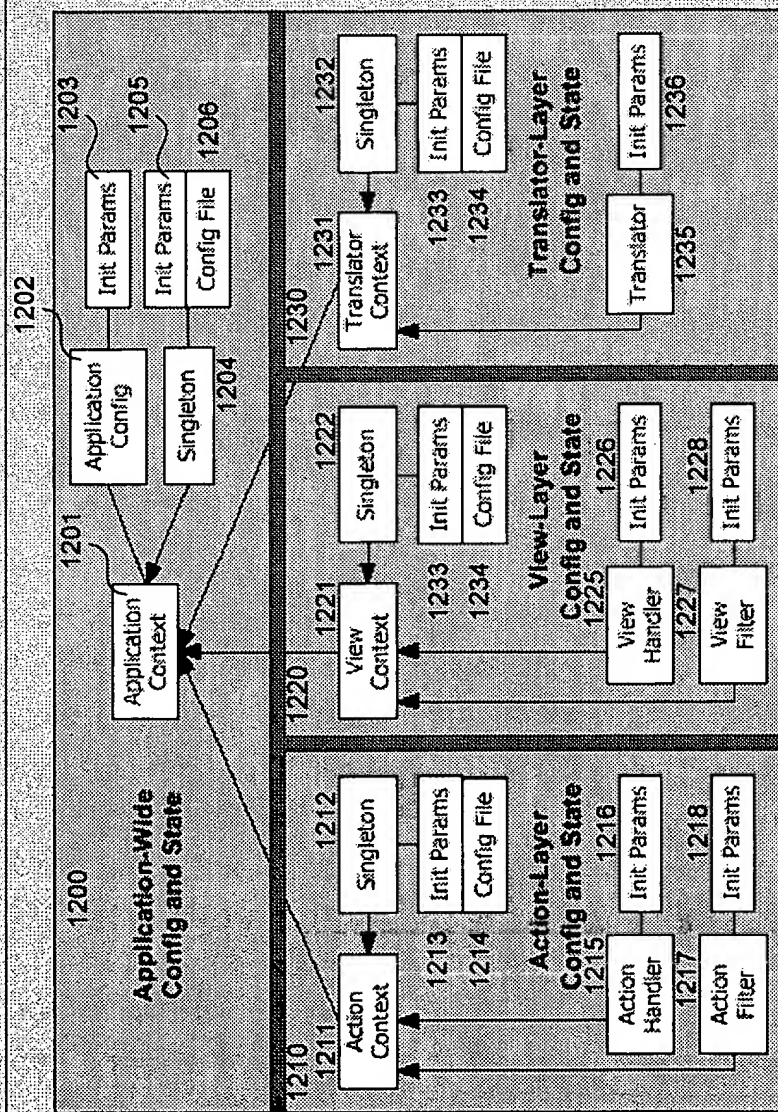 1200
Application-Wide
Config and State
1201
Application
Context
1202
Application
Config
1203
Init Params
Singleton
1204
1205
Init Params
Config File
1206
1210
1211
Action
Context
1212
Singleton
1213
Init Params
1214
Config File
Action-Layer
Config and State
1215
Action
Handler
1216
Init Params
1217
Action
Filter
1218
Init Params
1220
1221
View
Context
1222
Singleton
1233
Init Params
1234
Config File
View-Layer
Config and State
1225
View
Handler
1226
Init Params
1227
View
Filter
1228
Init Params
1230
1231
Translator
Context
1232
Singleton
1233
Init Params
1234
Config File
Translator-Layer
Config and State
Translator
1235
Init Params
1236